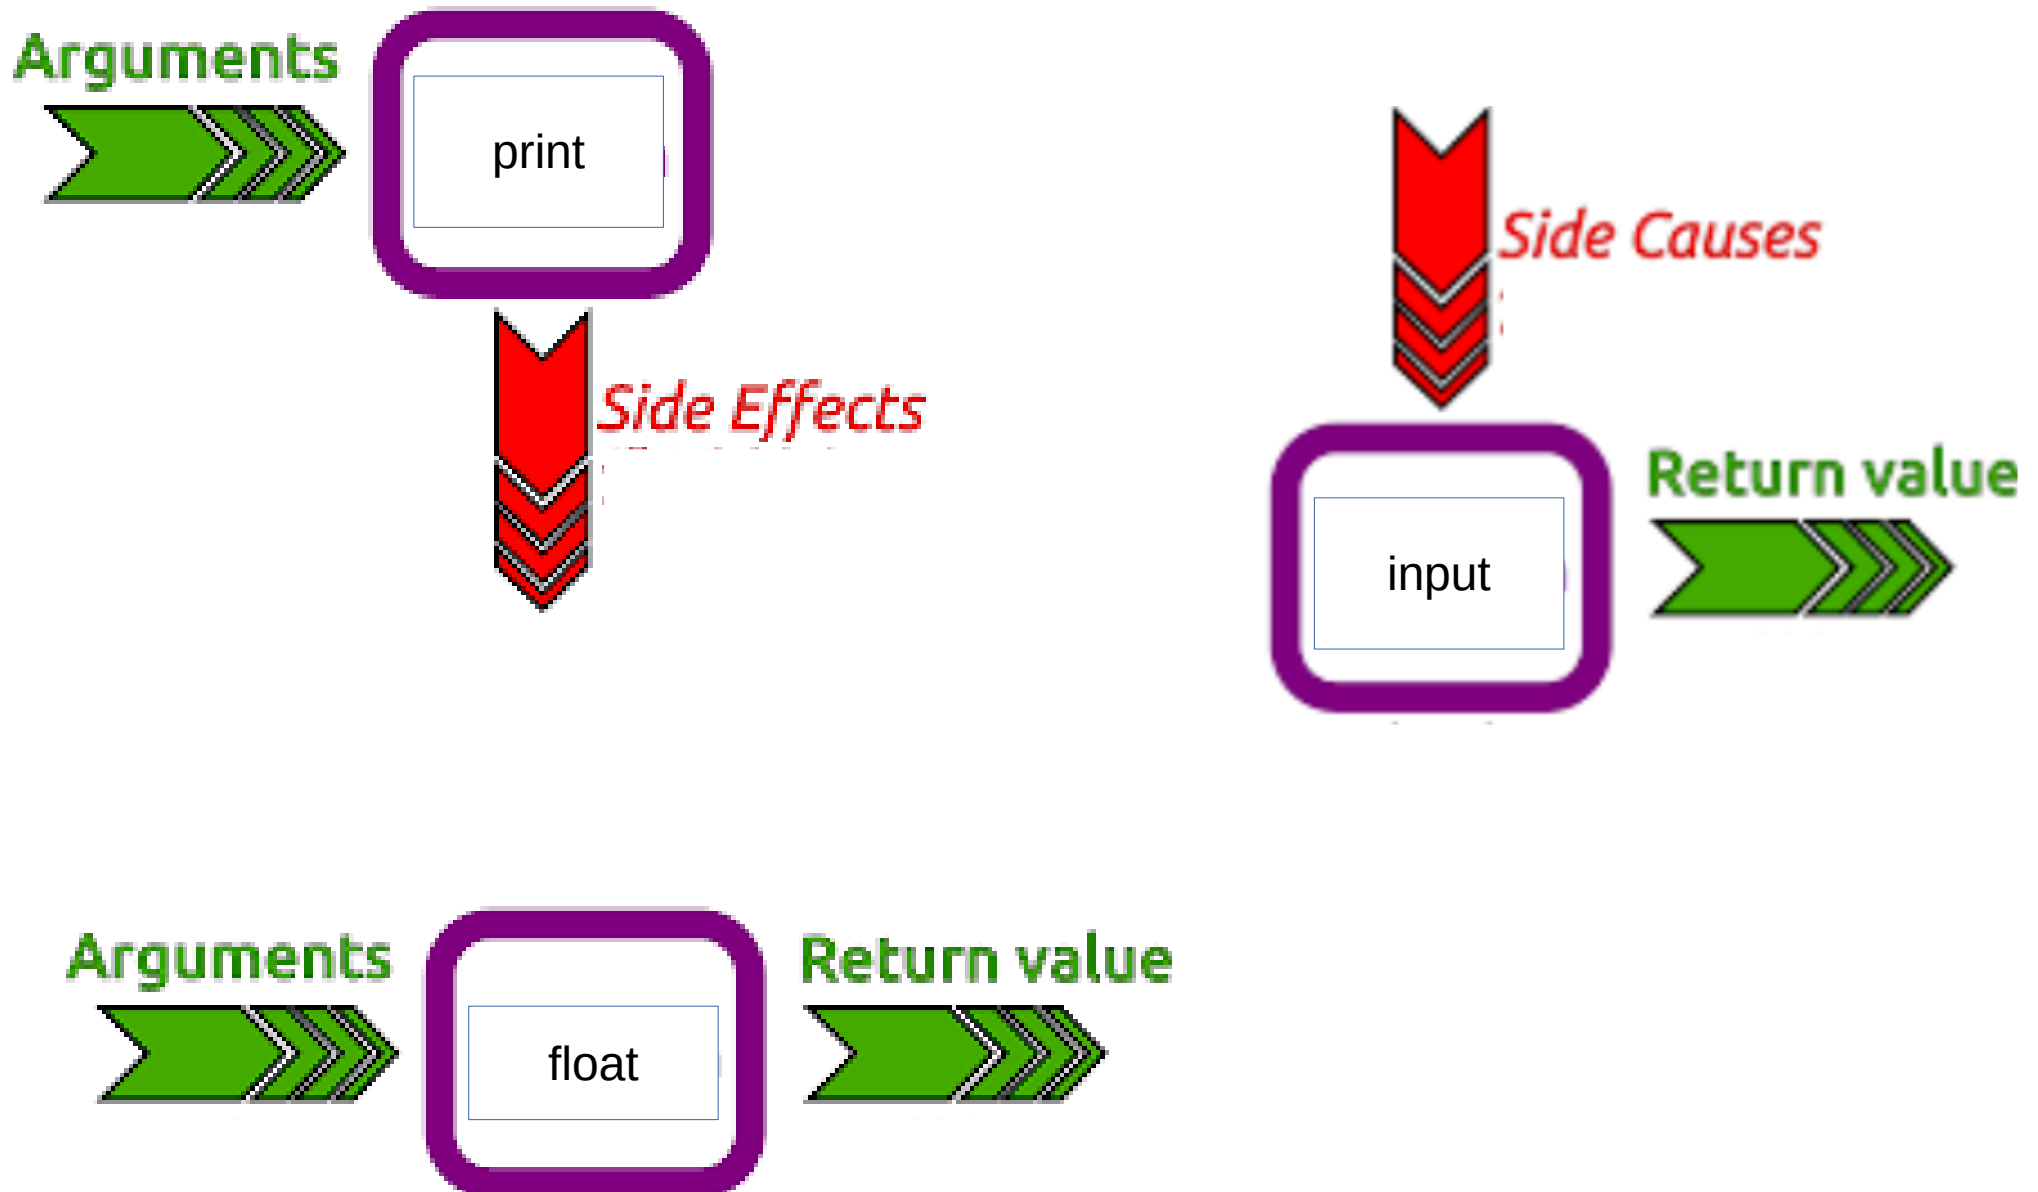 Arguments
print
Side Effects
Side Causes
input
Return value
Arguments
float
Return value